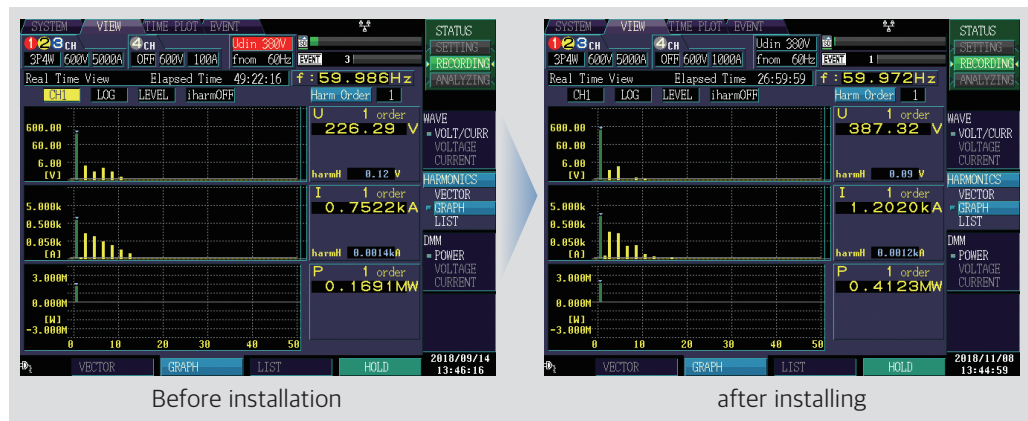 SYSTEM VIEW TIME PLOT EVENT
123CH 4CH Udin 380V
3P4W 600V 5000A OFF 600V 100A fnom 60Hz EVENT 3
Real Time View Elapsed Time 49:22:16 f:59.986Hz
CH1 LOG LEVEL iharmOFF Harm Order 1
U 1 order
226.29 V
600.00
60.00
6.00
[V]
harmH 0.12 V
I 1 order
0.7522kA
5.000k
0.500k
0.050k
[A]
harmH 0.0014kA
P 1 order
0.1691MW
3.000M
0.000M
[W]
-3.000M
0 10 20 30 40 50
VECTOR GRAPH LIST HOLD
STATUS
SETTING
RECORDING
ANALYZING
WAVE
VOLT/CURR
VOLTAGE
CURRENT
HARMONICS
VECTOR
GRAPH
LIST
DMM
POWER
VOLTAGE
CURRENT
2018/09/14
13:46:16
Before installation
SYSTEM VIEW TIME PLOT EVENT
123CH 4CH Udin 380V
3P4W 600V 5000A OFF 600V 1000A fnom 60Hz EVENT 1
Real Time View Elapsed Time 26:59:59 f:59.972Hz
CH1 LOG LEVEL iharmOFF Harm Order 1
U 1 order
387.32 V
600.00
60.00
6.00
[V]
harmH 0.09 V
I 1 order
1.2020kA
5.000k
0.500k
0.050k
[A]
harmH 0.0012kA
P 1 order
0.4123MW
3.000M
0.000M
[W]
-3.000M
0 10 20 30 40 50
VECTOR GRAPH LIST HOLD
STATUS
SETTING
RECORDING
ANALYZING
WAVE
VOLT/CURR
VOLTAGE
CURRENT
HARMONICS
VECTOR
GRAPH
LIST
DMM
POWER
VOLTAGE
CURRENT
2018/11/08
13:44:59
after installing